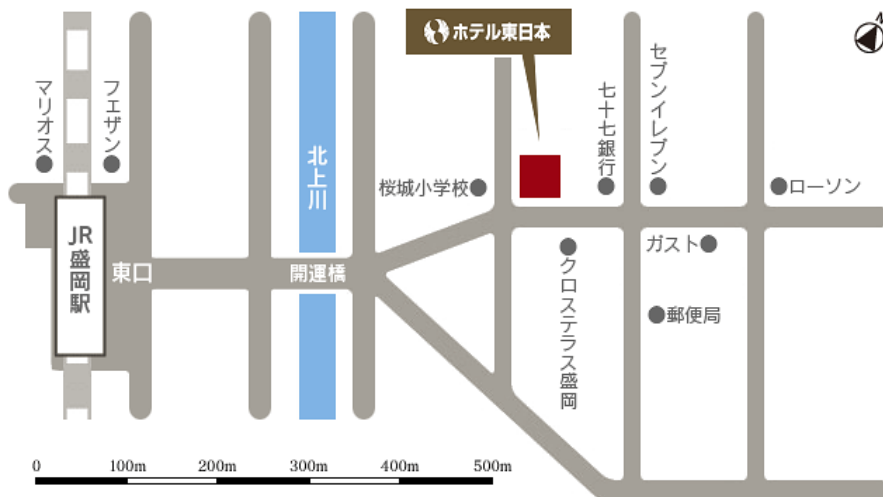 ホテル東日本
N
マリオス
フェザン
北上川
七十七銀行
セブンイレブン
桜城小学校
ローソン
JR
盛岡駅
東口
開運橋
クロステラス盛岡
ガスト
郵便局
0 100m 200m 300m 400m 500m